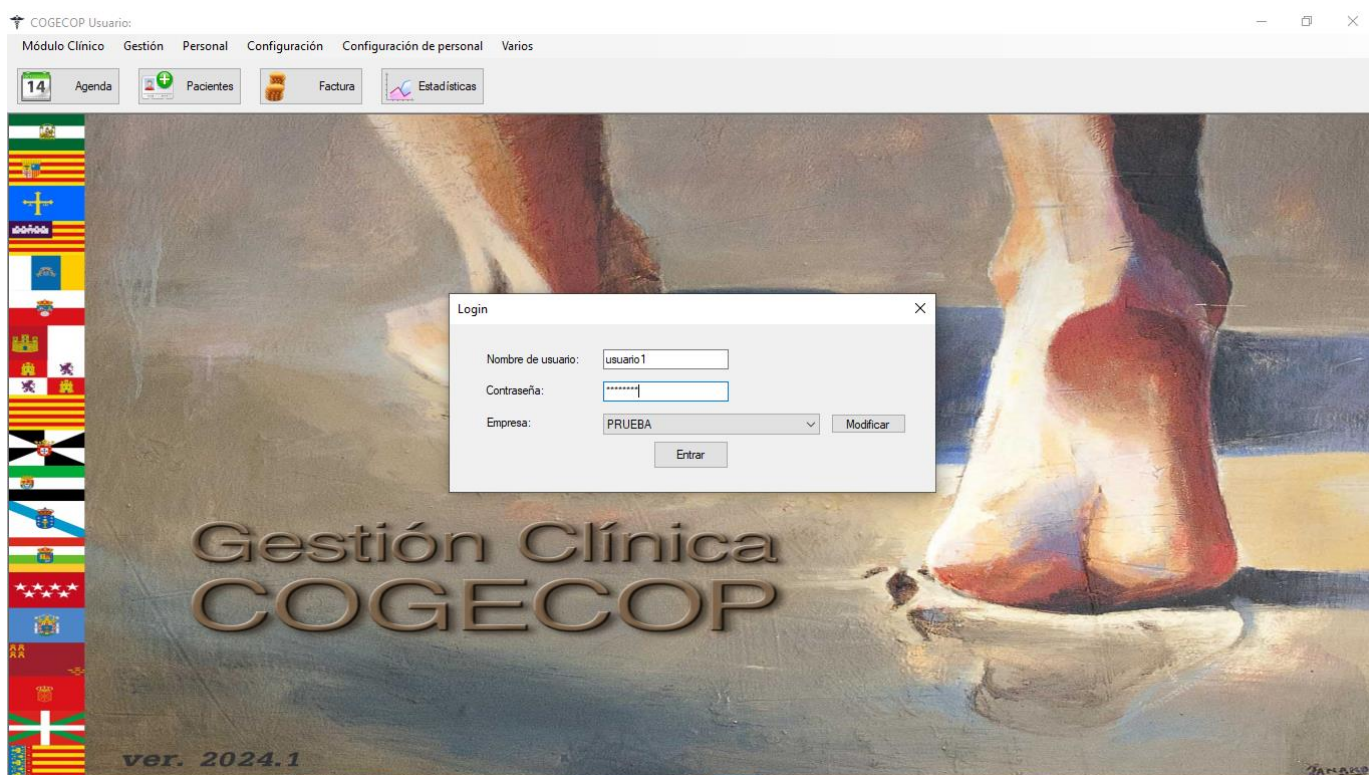 COGECOP Usuario:
Módulo Clínico Gestión Personal Configuración Configuración de personal Varios
14 Agenda Pacientes Factura Estadísticas
Login
Nombre de usuario: usuario1
Contraseña: ********
Empresa: PRUEBA Modificar
Entrar
Gestión Clínica
COGECOP
ver. 2024.1